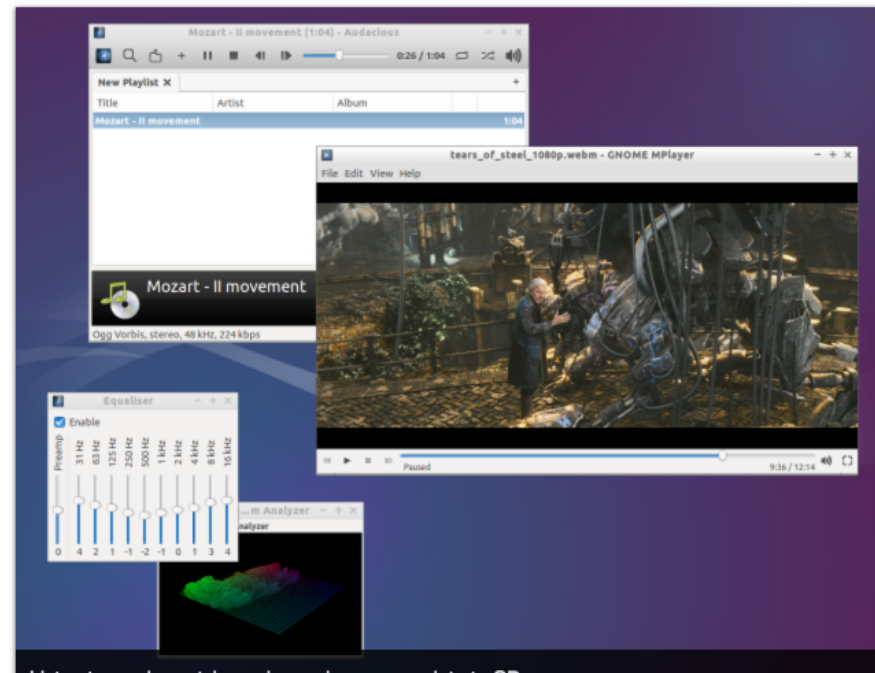 Mozart - II movement (1:04) - Audacious
0:26 / 1:04
New Playlist
Title Artist Album
Mozart - II movement 1:04
Mozart - II movement
Ogg Vorbis, stereo, 48 kHz, 224 kbps
tears_of_steel_1080p.webm - GNOME MPlayer
File Edit View Help
Paused 9:36 / 12:14
Equaliser
Enable
Preamp 31 Hz 63 Hz 125 Hz 250 Hz 500 Hz 1 kHz 2 kHz 4 kHz 8 kHz 16 kHz
0 4 2 1 -1 -2 -1 0 1 3 4
...m Analyzer
nalyzer